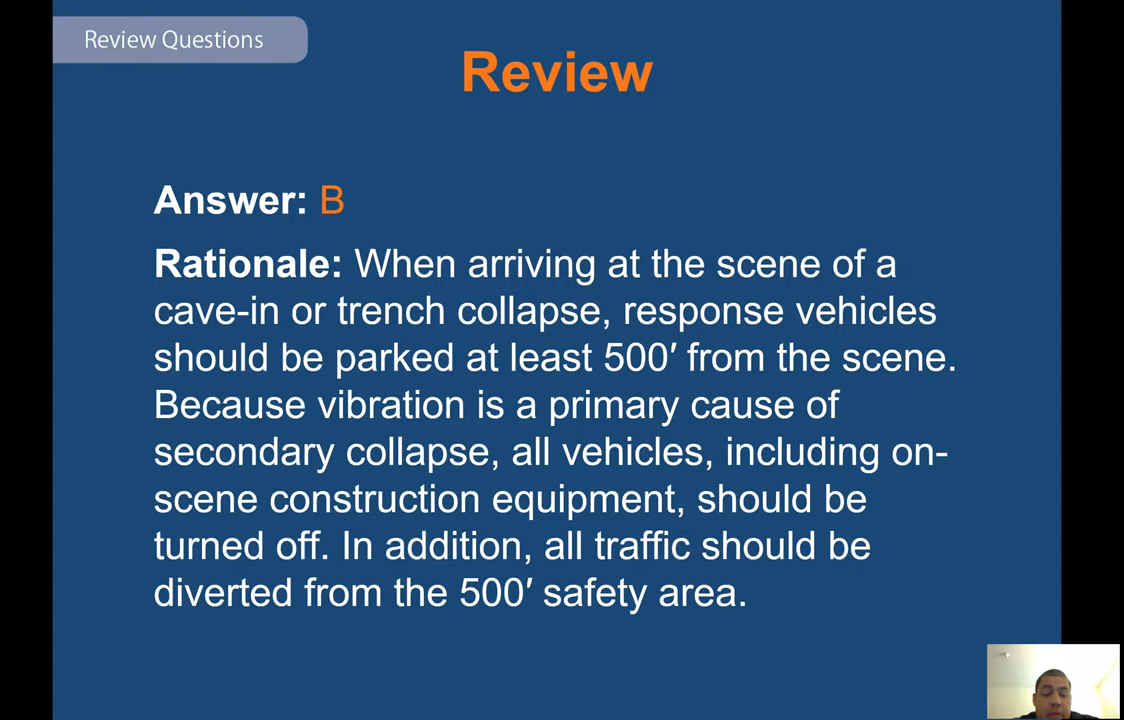 Review Questions
Review
Answer: B
Rationale: When arriving at the scene of a
cave-in or trench collapse, response vehicles
should be parked at least 500′ from the scene.
Because vibration is a primary cause of
secondary collapse, all vehicles, including on-
scene construction equipment, should be
turned off. In addition, all traffic should be
diverted from the 500′ safety area.